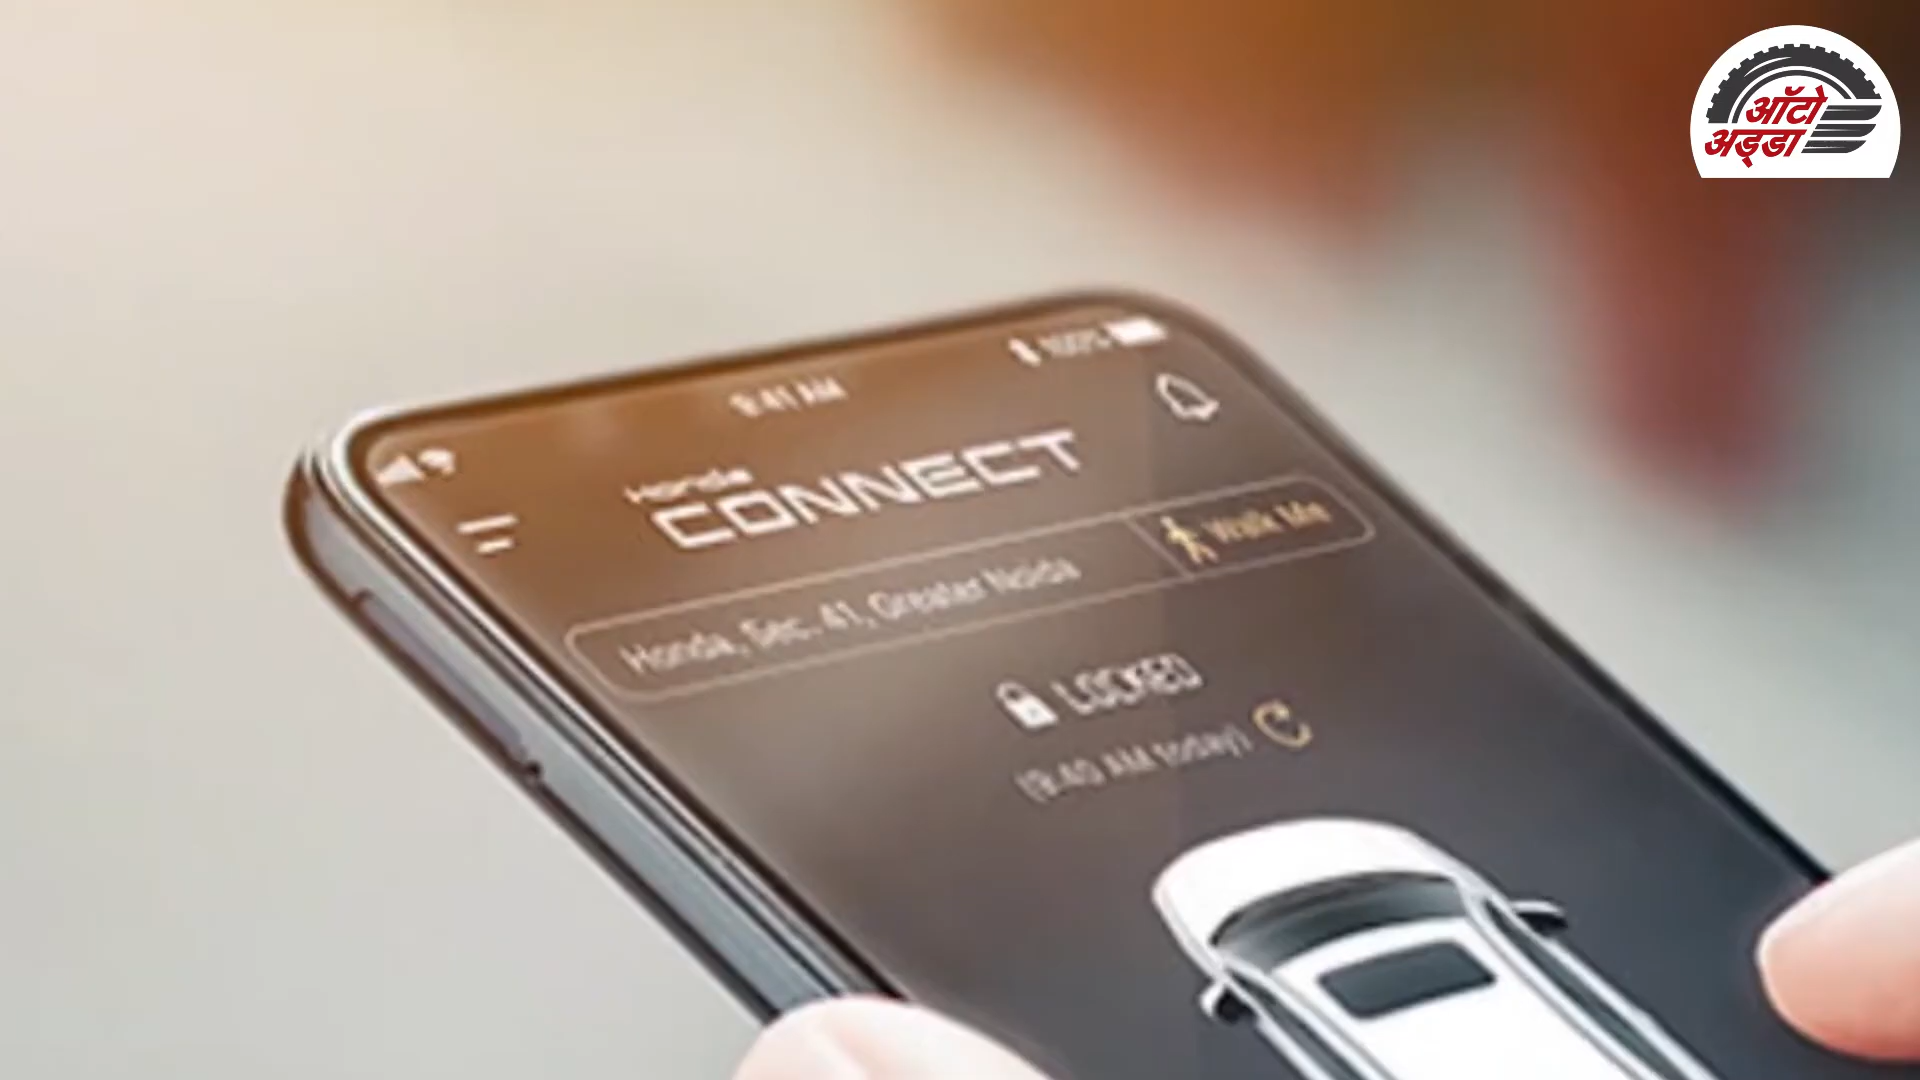 ऑटो
अड्डा
9:41 AM
100%
Honda
CONNECT
Honda, Sec. 41, Greater Noida
Walk Me
LOCKED
(9:40 AM today)